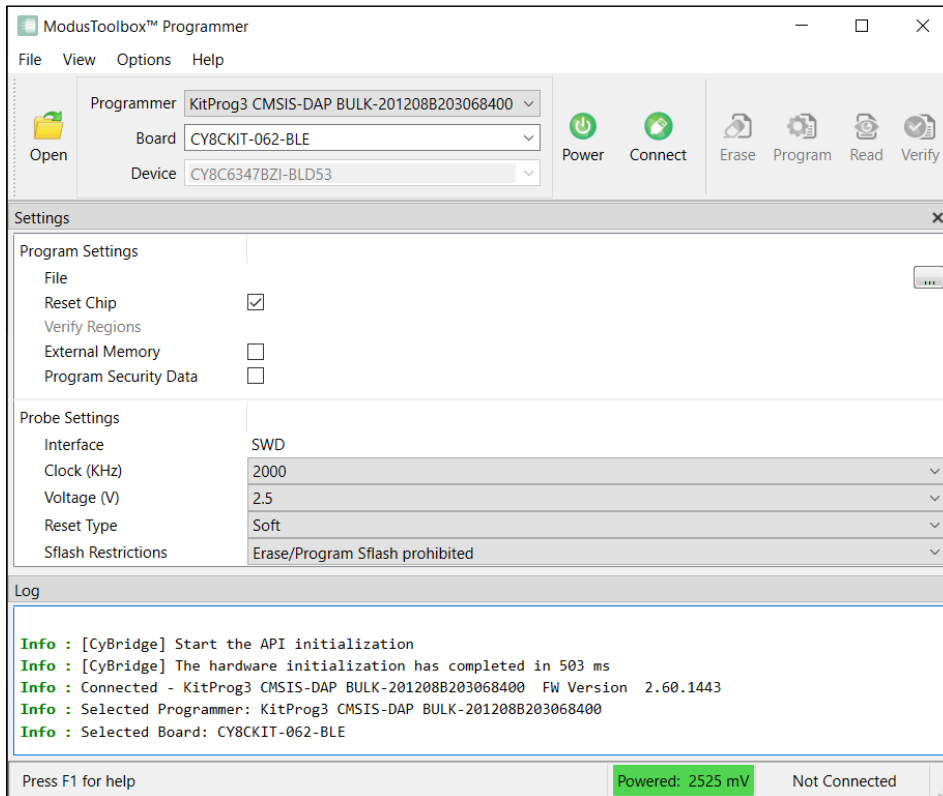 ModusToolbox™ Programmer
File View Options Help
Open
Programmer KitProg3 CMSIS-DAP BULK-201208B203068400
Board CY8CKIT-062-BLE
Device CY8C6347BZI-BLD53
Power Connect Erase Program Read Verify
Settings
Program Settings
File ...
Reset Chip
Verify Regions
External Memory
Program Security Data
Probe Settings
Interface SWD
Clock (KHz) 2000
Voltage (V) 2.5
Reset Type Soft
Sflash Restrictions Erase/Program Sflash prohibited
Log
Info : [CyBridge] Start the API initialization
Info : [CyBridge] The hardware initialization has completed in 503 ms
Info : Connected - KitProg3 CMSIS-DAP BULK-201208B203068400 FW Version 2.60.1443
Info : Selected Programmer: KitProg3 CMSIS-DAP BULK-201208B203068400
Info : Selected Board: CY8CKIT-062-BLE
Press F1 for help Powered: 2525 mV Not Connected